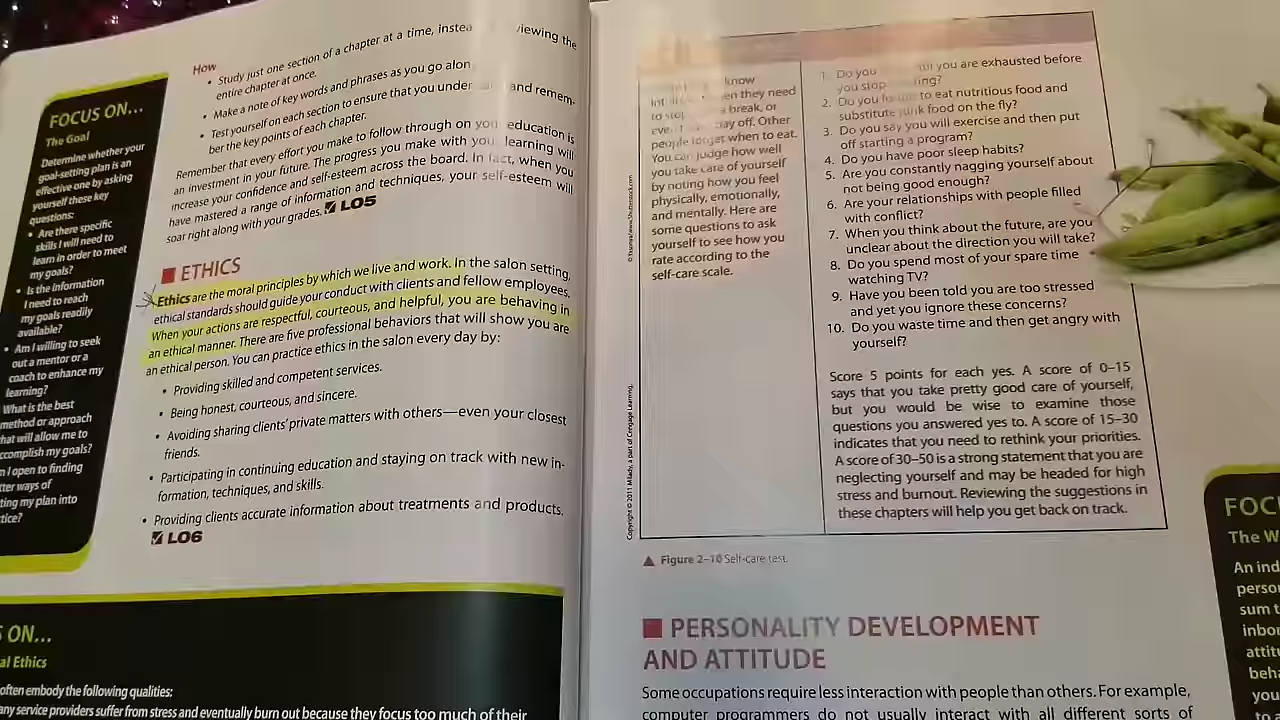 How
• Study just one section of a chapter at a time, instea viewing the
entire chapter at once.
• Make a note of key words and phrases as you go alon
• Test yourself on each section to ensure that you under and remem-
ber the key points of each chapter.
Remember that every effort you make to follow through on you education is
an investment in your future. The progress you make with you learning will
increase your confidence and self-esteem across the board. In fact, when you
have mastered a range of information and techniques, your self-esteem will
soar right along with your grades. LO5
FOCUS ON...
The Goal
Determine whether your
goal-setting plan is an
effective one by asking
yourself these key
questions:
• Are there specific
skills I will need to
learn in order to meet
my goals?
• Is the information
I need to reach
my goals readily
available?
• Am I willing to seek
out a mentor or a
coach to enhance my
learning?
What is the best
method or approach
hat will allow me to
ccomplish my goals?
I open to finding
tter ways of
ting my plan into
tice?
ETHICS
Ethics are the moral principles by which we live and work. In the salon setting,
ethical standards should guide your conduct with clients and fellow employees.
When your actions are respectful, courteous, and helpful, you are behaving in
an ethical manner. There are five professional behaviors that will show you are
an ethical person. You can practice ethics in the salon every day by:
• Providing skilled and competent services.
• Being honest, courteous, and sincere.
• Avoiding sharing clients' private matters with others—even your closest
friends.
• Participating in continuing education and staying on track with new in-
formation, techniques, and skills.
• Providing clients accurate information about treatments and products.
LO6
S ON...
al Ethics
often embody the following qualities:
any service providers suffer from stress and eventually burn out because they focus too much of their
know
en they need
to a break, or
day off. Other
people forget when to eat.
You can judge how well
you take care of yourself
by noting how you feel
physically, emotionally,
and mentally. Here are
some questions to ask
yourself to see how you
rate according to the
self-care scale.
1. Do you you are exhausted before
you stop
2. Do you to eat nutritious food and
substitute junk food on the fly?
3. Do you say you will exercise and then put
off starting a program?
4. Do you have poor sleep habits?
5. Are you constantly nagging yourself about
not being good enough?
6. Are your relationships with people filled
with conflict?
7. When you think about the future, are you
unclear about the direction you will take?
8. Do you spend most of your spare time
watching TV?
9. Have you been told you are too stressed
and yet you ignore these concerns?
10. Do you waste time and then get angry with
yourself?
Score 5 points for each yes. A score of 0–15
says that you take pretty good care of yourself,
but you would be wise to examine those
questions you answered yes to. A score of 15–30
indicates that you need to rethink your priorities.
A score of 30–50 is a strong statement that you are
neglecting yourself and may be headed for high
stress and burnout. Reviewing the suggestions in
these chapters will help you get back on track.
Copyright © 2011 Milady, a part of Cengage Learning.
Figure 2–10 Self-care test.
PERSONALITY DEVELOPMENT
AND ATTITUDE
Some occupations require less interaction with people than others. For example,
computer programmers do not usually interact with all different sorts of
FOC
The W
An ind
perso
sum t
inbor
attitu
beha
you